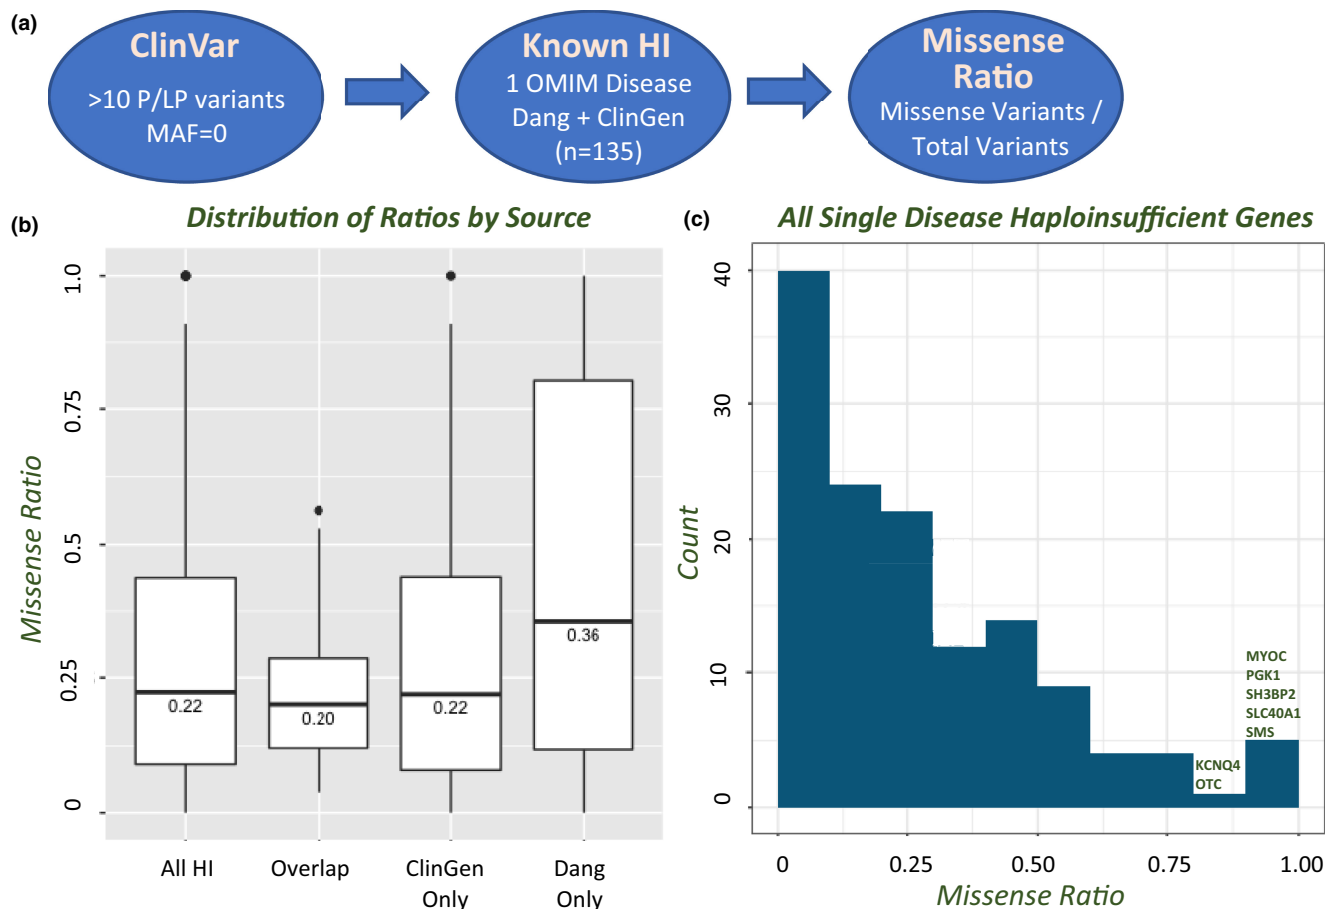 (a)
ClinVar
>10 P/LP variants
MAF=0
Known HI
1 OMIM Disease
Dang + ClinGen
(n=135)
Missense
Ratio
Missense Variants /
Total Variants
(b)
Distribution of Ratios by Source
Missense Ratio
1.0
0.75
0.5
0.25
0
0.22
0.20
0.22
0.36
All HI
Overlap
ClinGen
Only
Dang
Only
(c)
All Single Disease Haploinsufficient Genes
Count
40
30
20
10
0
MYOC
PGK1
SH3BP2
SLC40A1
SMS
KCNQ4
OTC
0
0.25
0.50
0.75
1.00
Missense Ratio